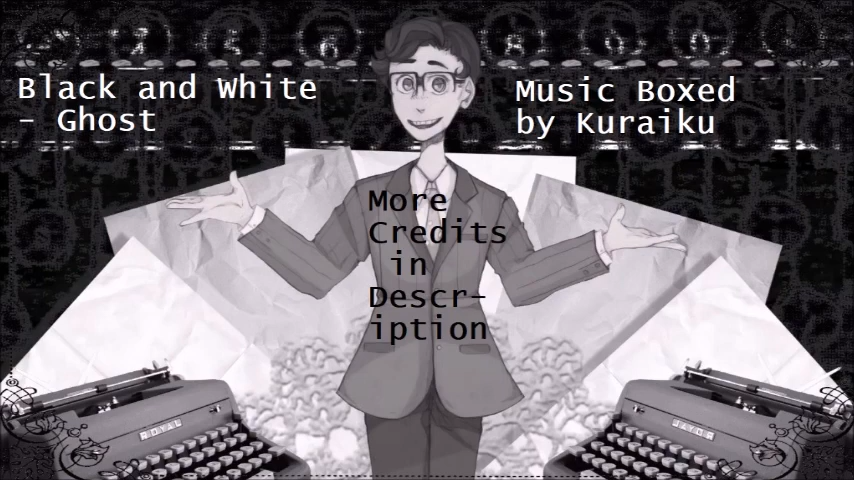 Black and White
- Ghost
Music Boxed
by Kuraiku
More
Credits
in
Descr-
iption